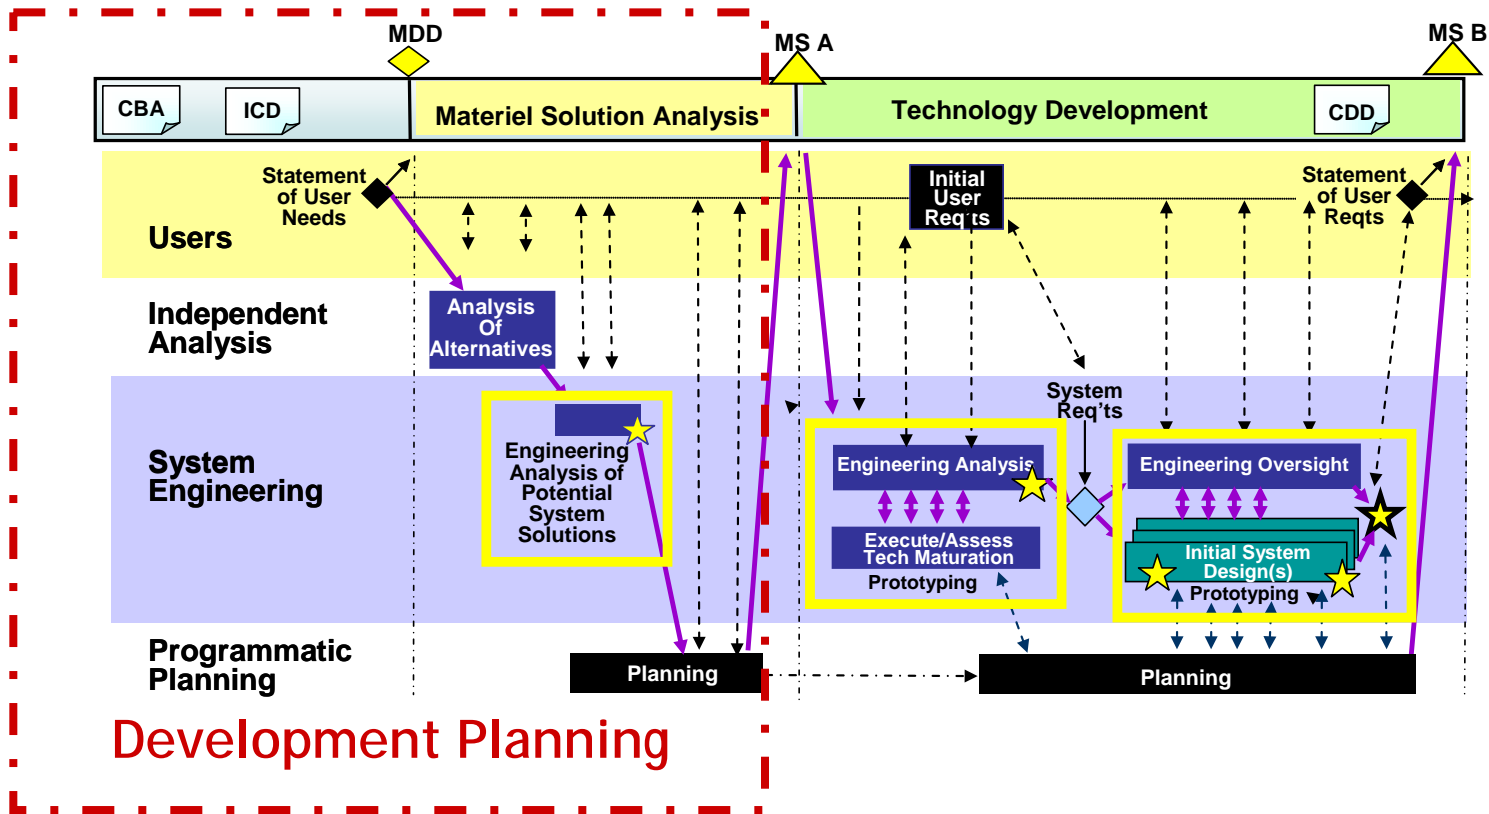 MDD
MS A
MS B
CBA
ICD
Materiel Solution Analysis
Technology Development
CDD
Statement
of User
Needs
Initial
User
Reqts
Statement
of User
Reqts
Users
Independent
Analysis
Analysis
Of
Alternatives
System
Req'ts
System
Engineering
Engineering
Analysis of
Potential
System
Solutions
Engineering Analysis
Execute/Assess
Tech Maturation
Prototyping
Engineering Oversight
Initial System
Design(s)
Prototyping
Programmatic
Planning
Planning
Planning
Development Planning